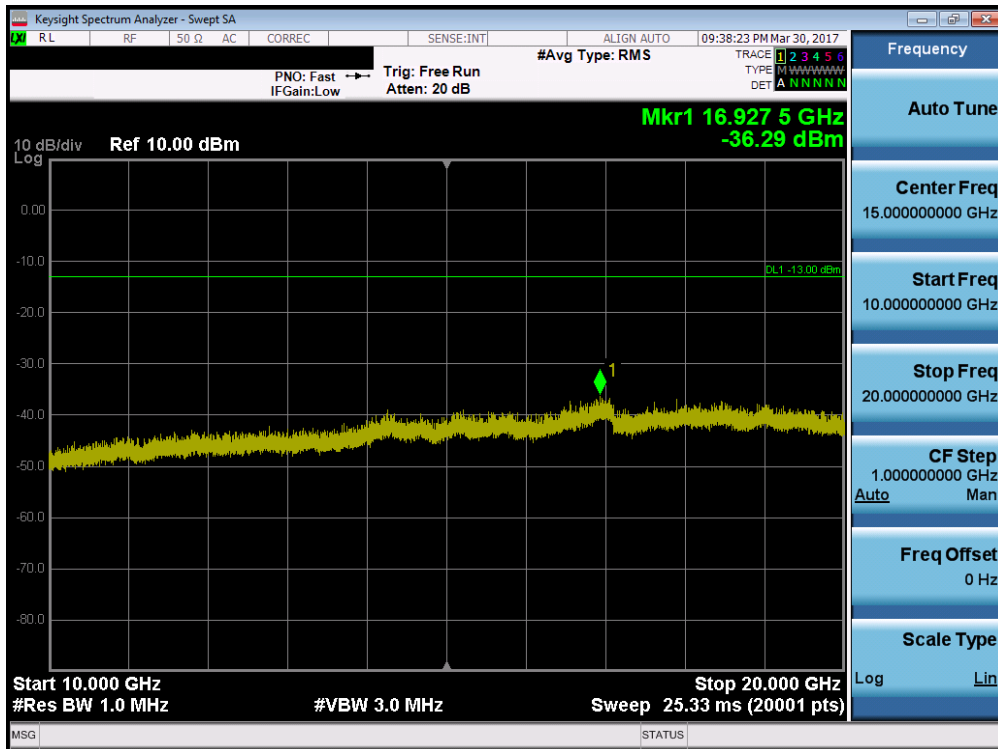 Keysight Spectrum Analyzer - Swept SA
LXI RL RF 50 Ω AC CORREC SENSE:INT ALIGN AUTO 09:38:23 PM Mar 30, 2017
Frequency
#Avg Type: RMS
TRACE 1 2 3 4 5 6
PNO: Fast Trig: Free Run
TYPE M WWWWW
IFGain:Low Atten: 20 dB
DET A N N N N N
Auto Tune
Mkr1 16.927 5 GHz
-36.29 dBm
10 dB/div Ref 10.00 dBm
Log
Center Freq
15.000000000 GHz
0.00
-10.0
DL1 -13.00 dBm
Start Freq
10.000000000 GHz
-20.0
-30.0
1
Stop Freq
20.000000000 GHz
-40.0
-50.0
CF Step
1.000000000 GHz
Auto Man
-60.0
Freq Offset
0 Hz
-70.0
-80.0
Scale Type
Log Lin
Start 10.000 GHz Stop 20.000 GHz
#Res BW 1.0 MHz #VBW 3.0 MHz Sweep 25.33 ms (20001 pts)
MSG STATUS